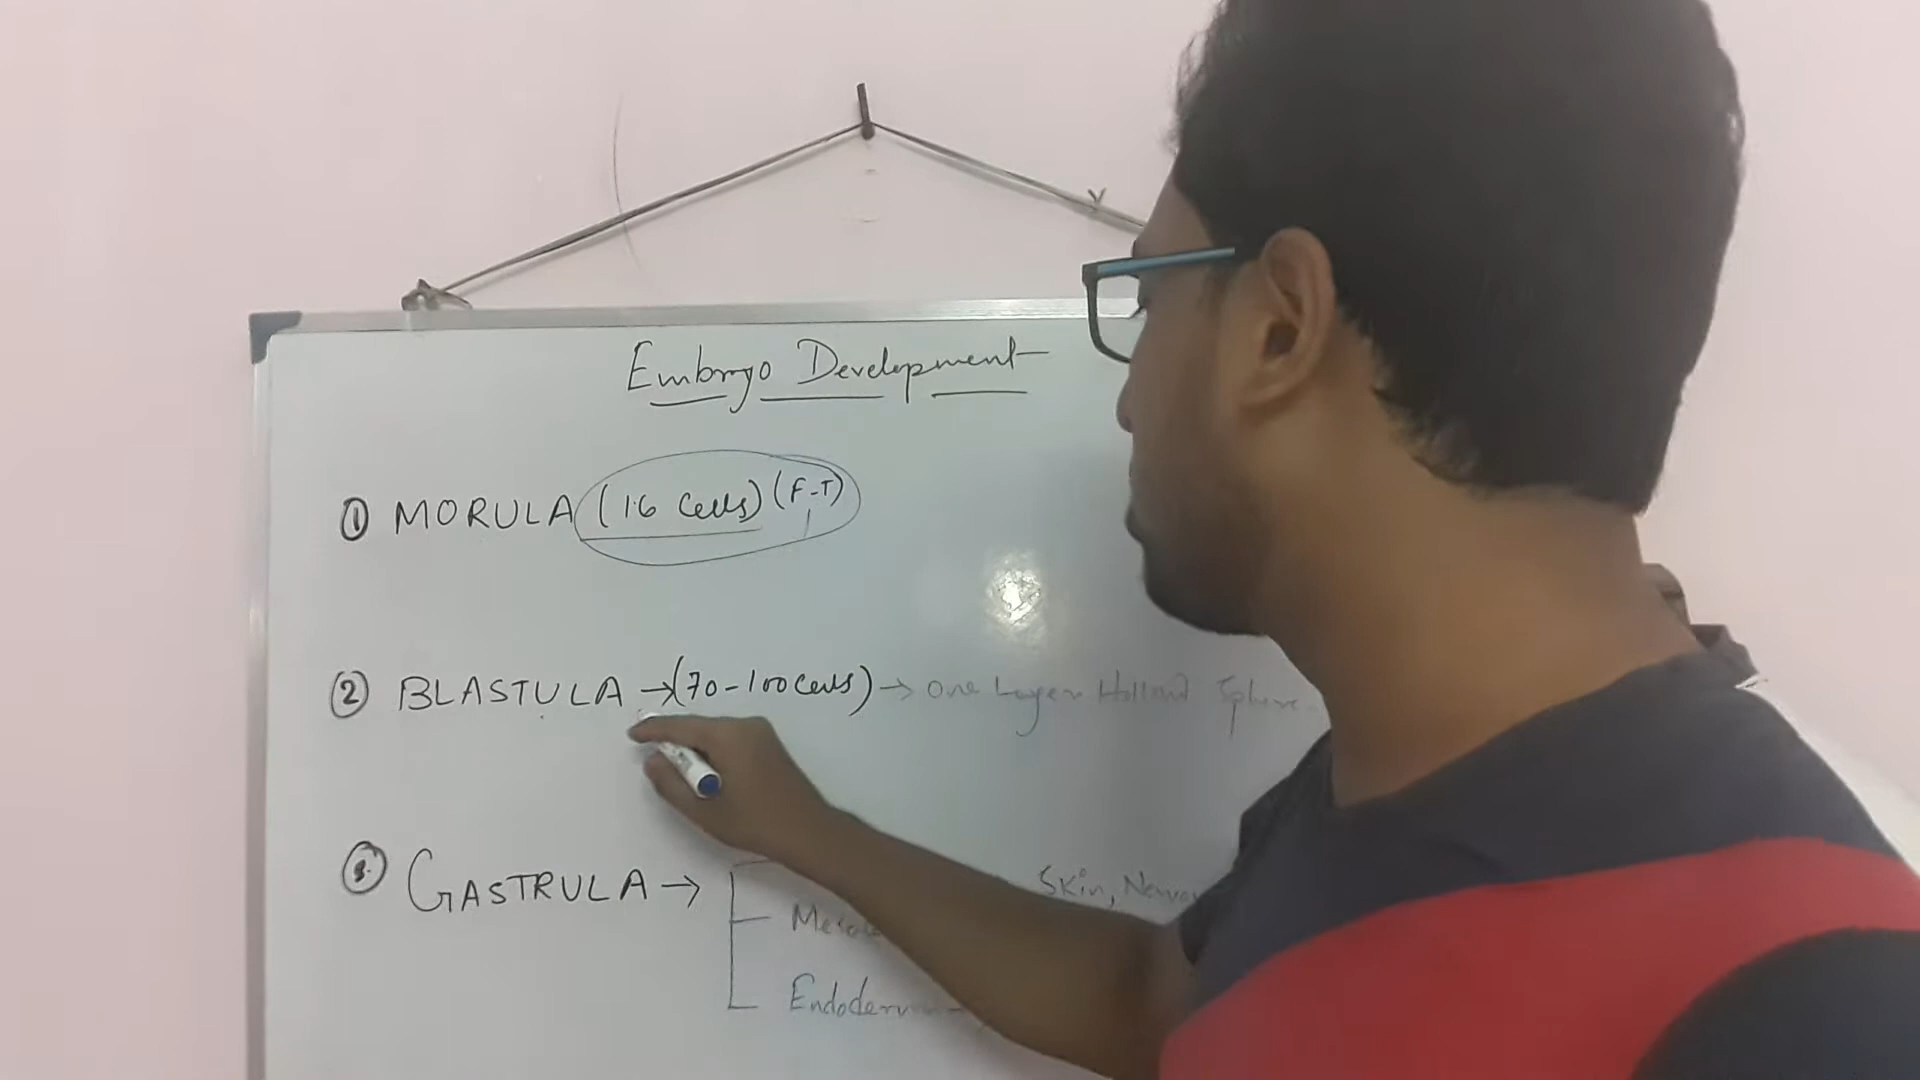 Embryo Development
① MORULA (16 Cells) (F-T)
② BLASTULA → (70-100 Cells) → One Layer Hollow Sphere
③ GASTRULA →
Skin,
Endoderm